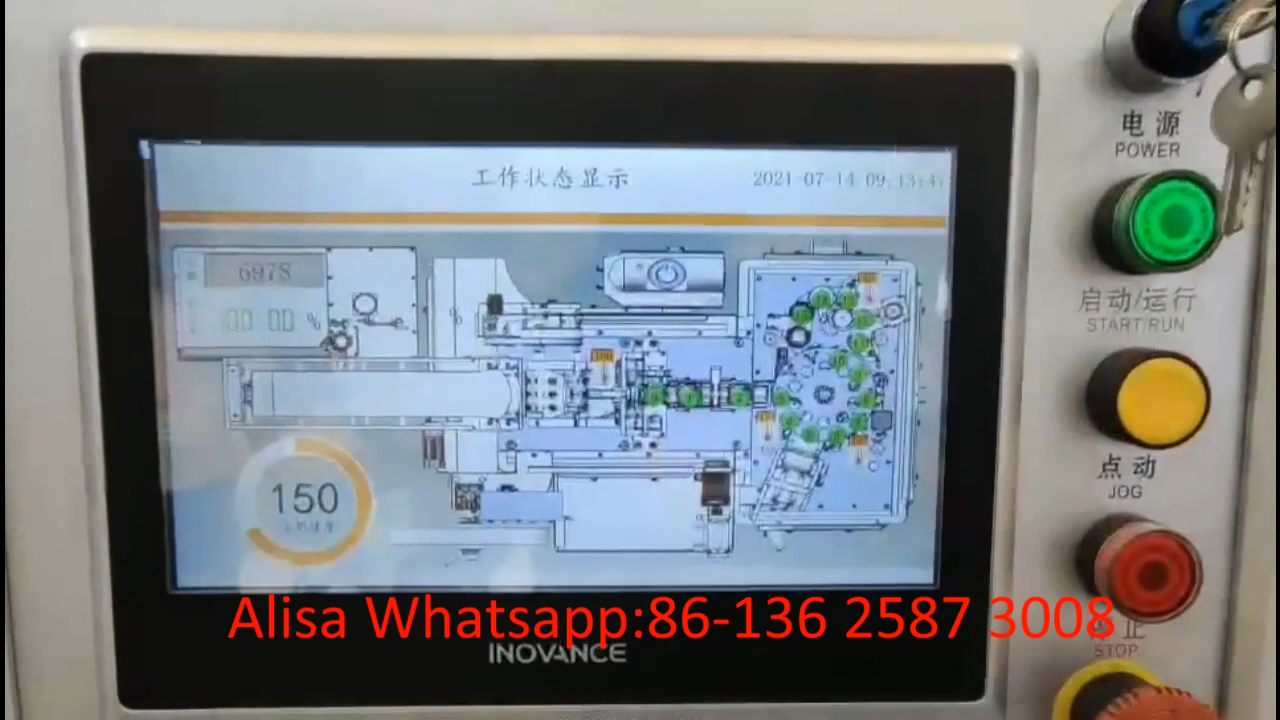 工作状态显示
2021-07-14 09:13:4
6978
00 00 %
150
Alisa Whatsapp:86-136 2587 3008
INOVANCE
电源
POWER
启动/运行
START/RUN
点动
JOG
止
STOP